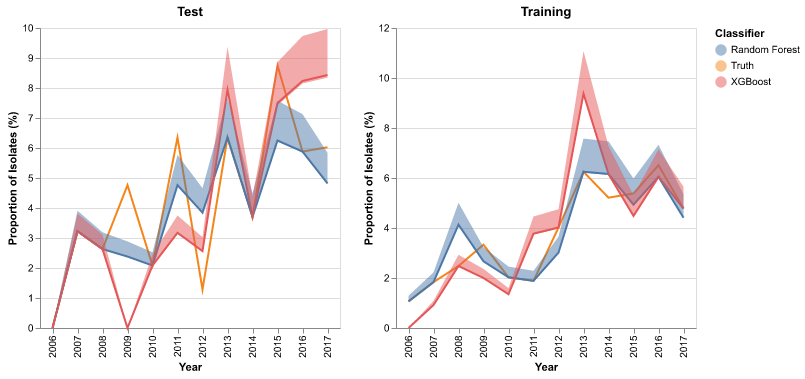 Test
Proportion of Isolates (%)
10
9
8
7
6
5
4
3
2
1
0
2006 2007 2008 2009 2010 2011 2012 2013 2014 2015 2016 2017
Year
Training
Proportion of Isolates (%)
12
10
8
6
4
2
0
2006 2007 2008 2009 2010 2011 2012 2013 2014 2015 2016 2017
Year
Classifier
Random Forest
Truth
XGBoost